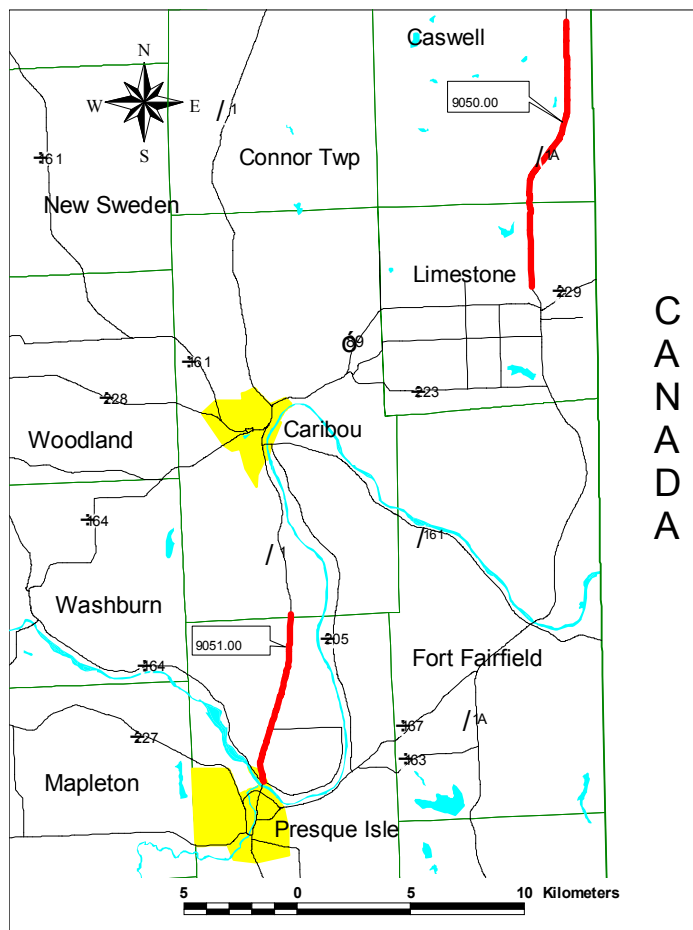 Caswell
N
W E
S
9050.00
1
1A
161
Connor Twp
New Sweden
Limestone
229
89
161
228
223
CANADA
Caribou
Woodland
164
1
161
Washburn
9051.00
205
Fort Fairfield
164
1A
167
227
163
Mapleton
Presque Isle
5 0 5 10 Kilometers